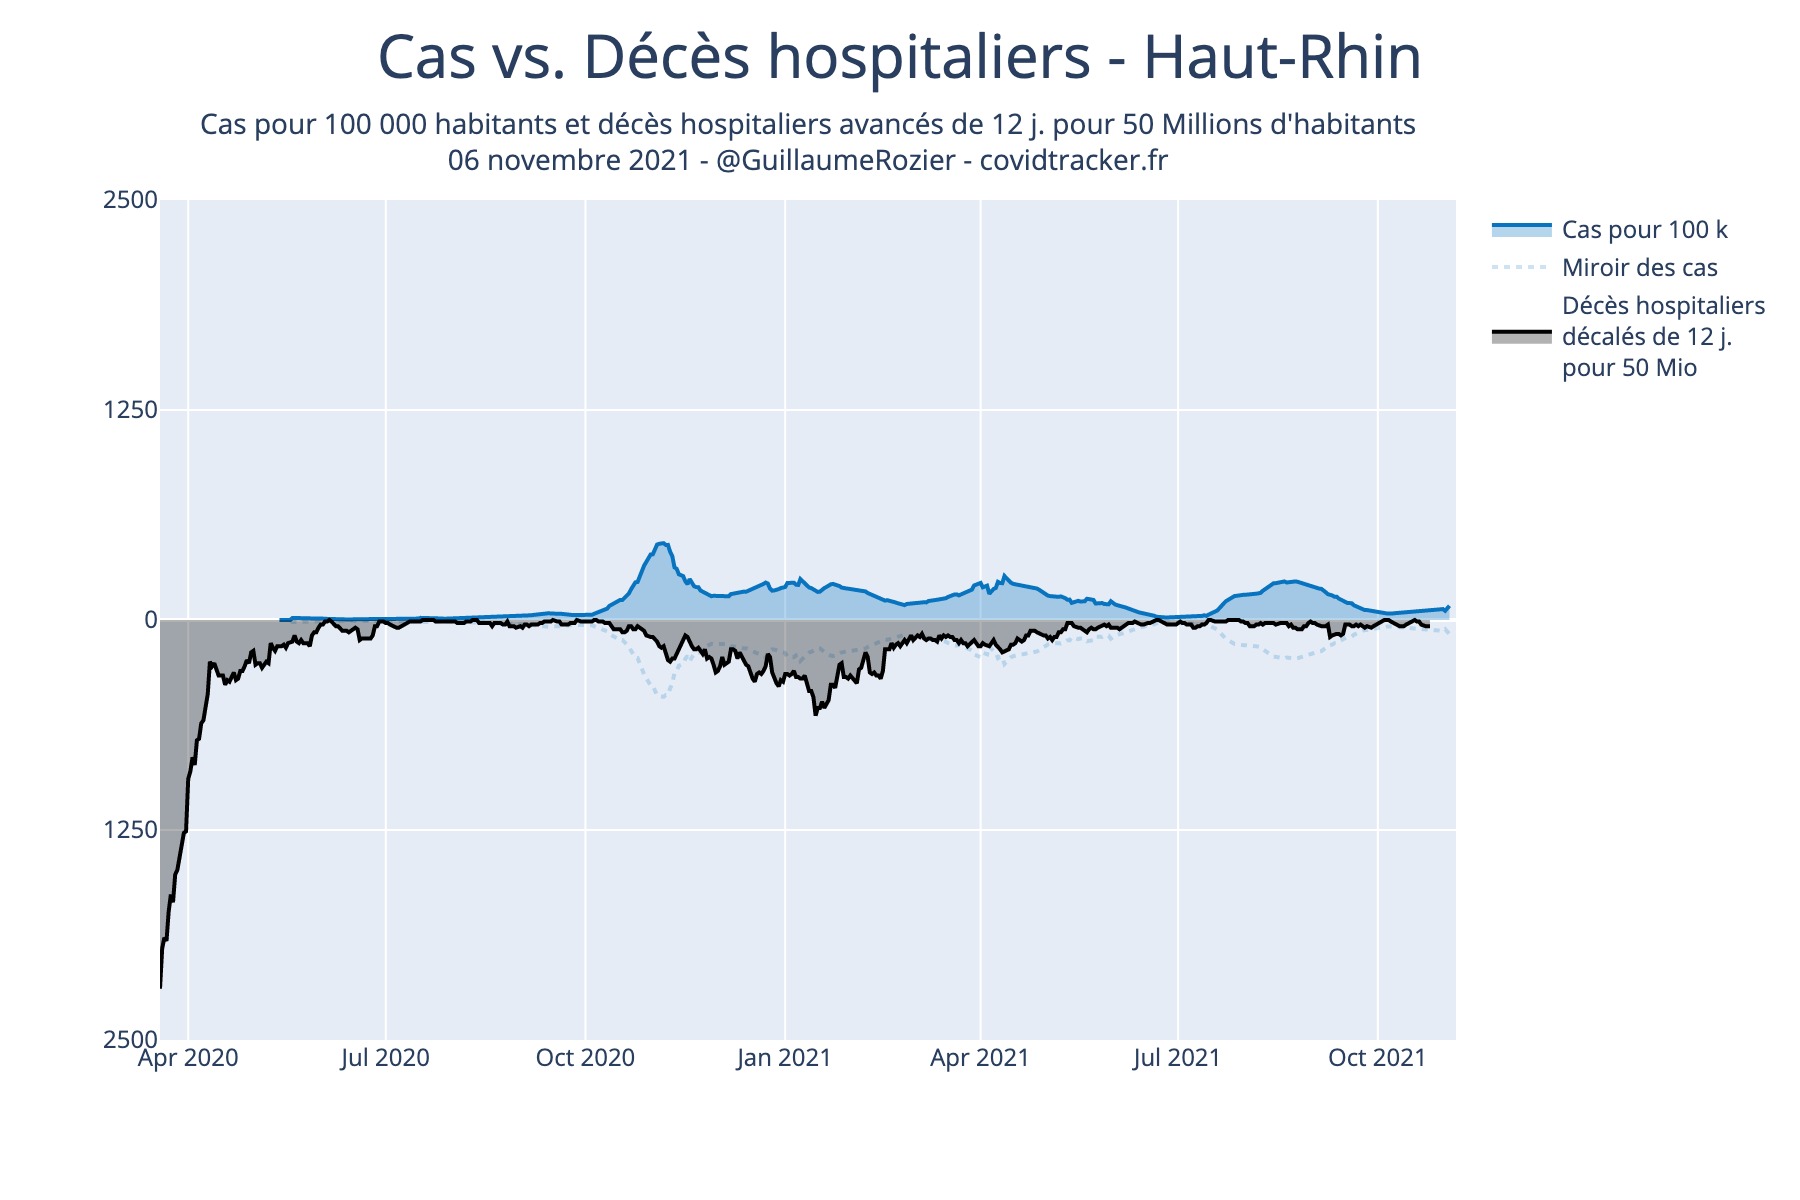 Cas vs. Décès hospitaliers - Haut-Rhin
Cas pour 100 000 habitants et décès hospitaliers avancés de 12 j. pour 50 Millions d'habitants
06 novembre 2021 - @GuillaumeRozier - covidtracker.fr
2500
1250
0
1250
2500
Apr 2020
Jul 2020
Oct 2020
Jan 2021
Apr 2021
Jul 2021
Oct 2021
Cas pour 100 k
Miroir des cas
Décès hospitaliers
décalés de 12 j.
pour 50 Mio